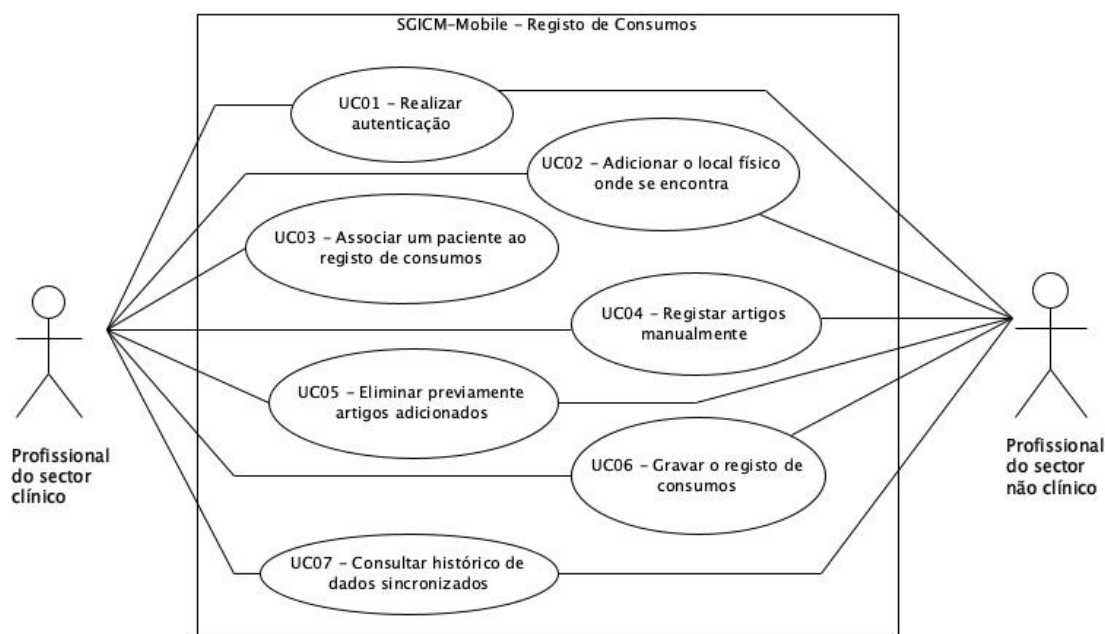 SGICM-Mobile – Registo de Consumos
UC01 – Realizar
autenticação
UC02 – Adicionar o local físico
onde se encontra
UC03 – Associar um paciente ao
registo de consumos
UC04 – Registar artigos
manualmente
UC05 – Eliminar previamente
artigos adicionados
Profissional
do sector
clínico
Profissional
do sector
não clínico
UC06 – Gravar o registo de
consumos
UC07 – Consultar histórico de
dados sincronizados